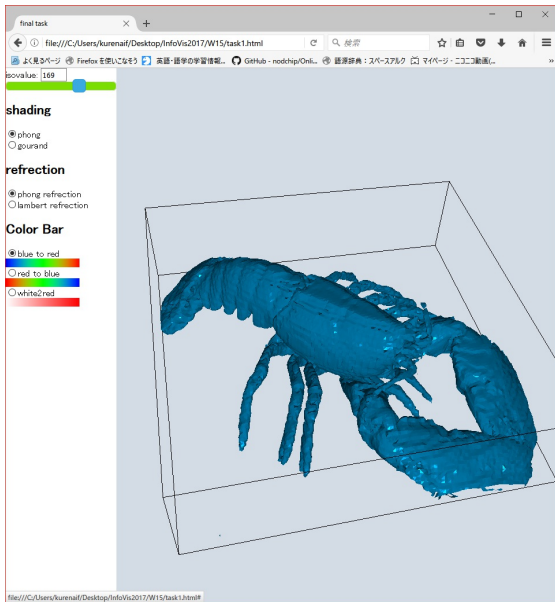 final task
file:///C:/Users/kurenaif/Desktop/InfoVis2017/W15/task1.html
検索
よく見るページ
Firefox を使いこなそう
英語-語学の学習情報...
GitHub - nodchip/Onli...
語源辞典:スペースアルク
マイページ - ニコニコ動画(...
isovalue: 169
shading
phong
gourand
refrection
phong refrection
lambert refrection
Color Bar
blue to red
red to blue
white2red
file:///C:/Users/kurenaif/Desktop/InfoVis2017/W15/task1.html#